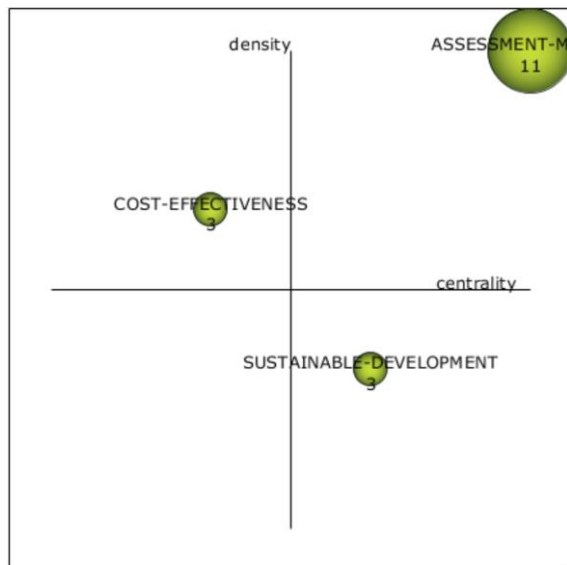 density
ASSESSMENT-M
11
COST-EFFECTIVENESS
3
centrality
SUSTAINABLE-DEVELOPMENT
3